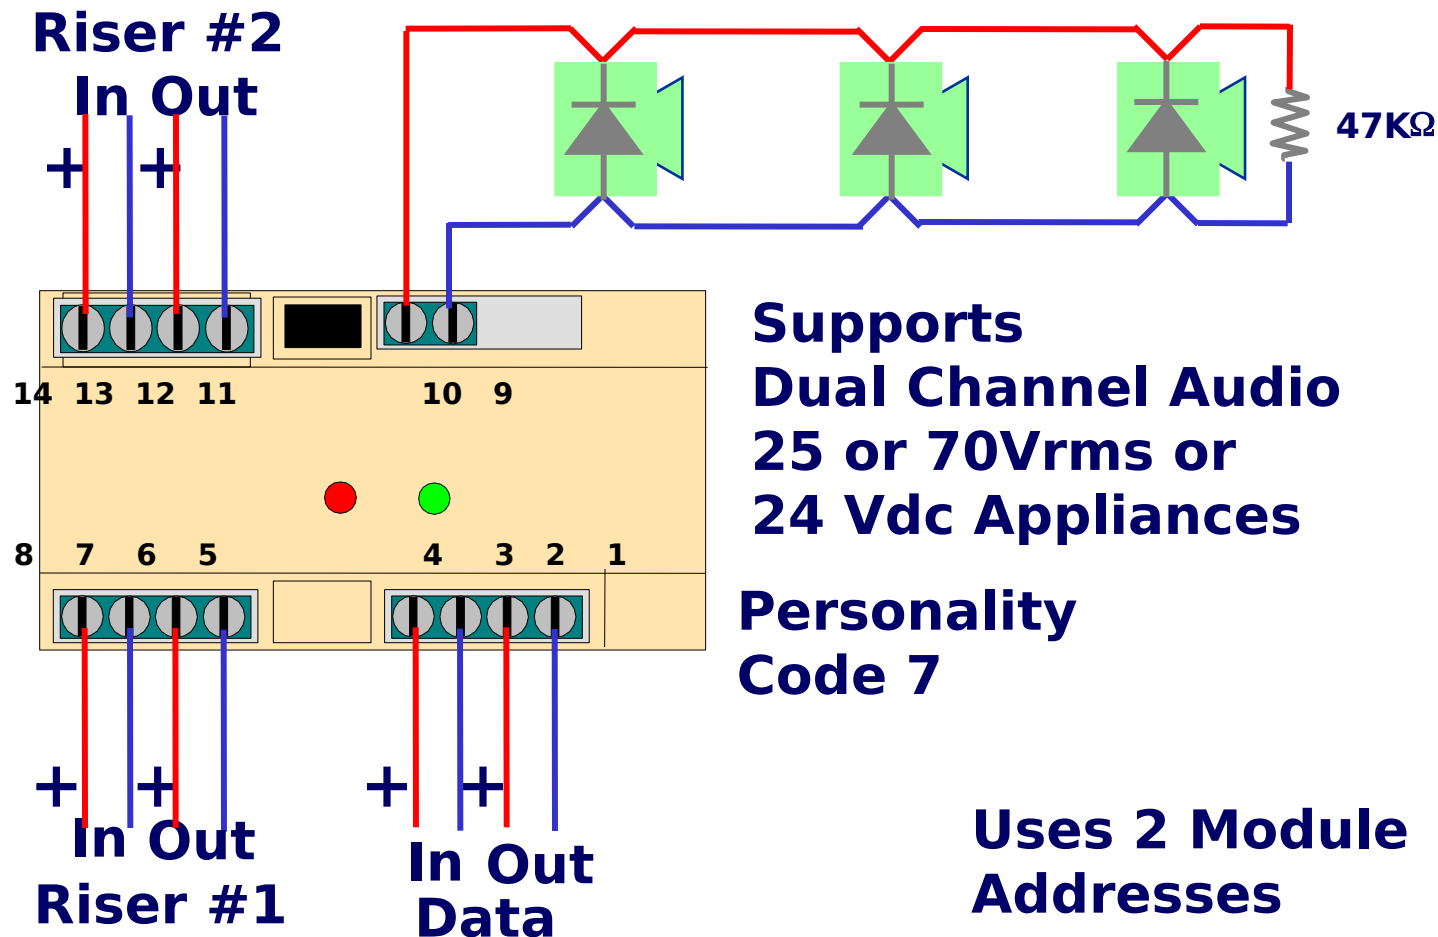 Riser #2
In Out
+ +
47KΩ
14 13 12 11 10 9
Supports
Dual Channel Audio
25 or 70Vrms or
24 Vdc Appliances
8 7 6 5 4 3 2 1
Personality
Code 7
+ + + +
In Out
Riser #1
In Out
Data
Uses 2 Module
Addresses